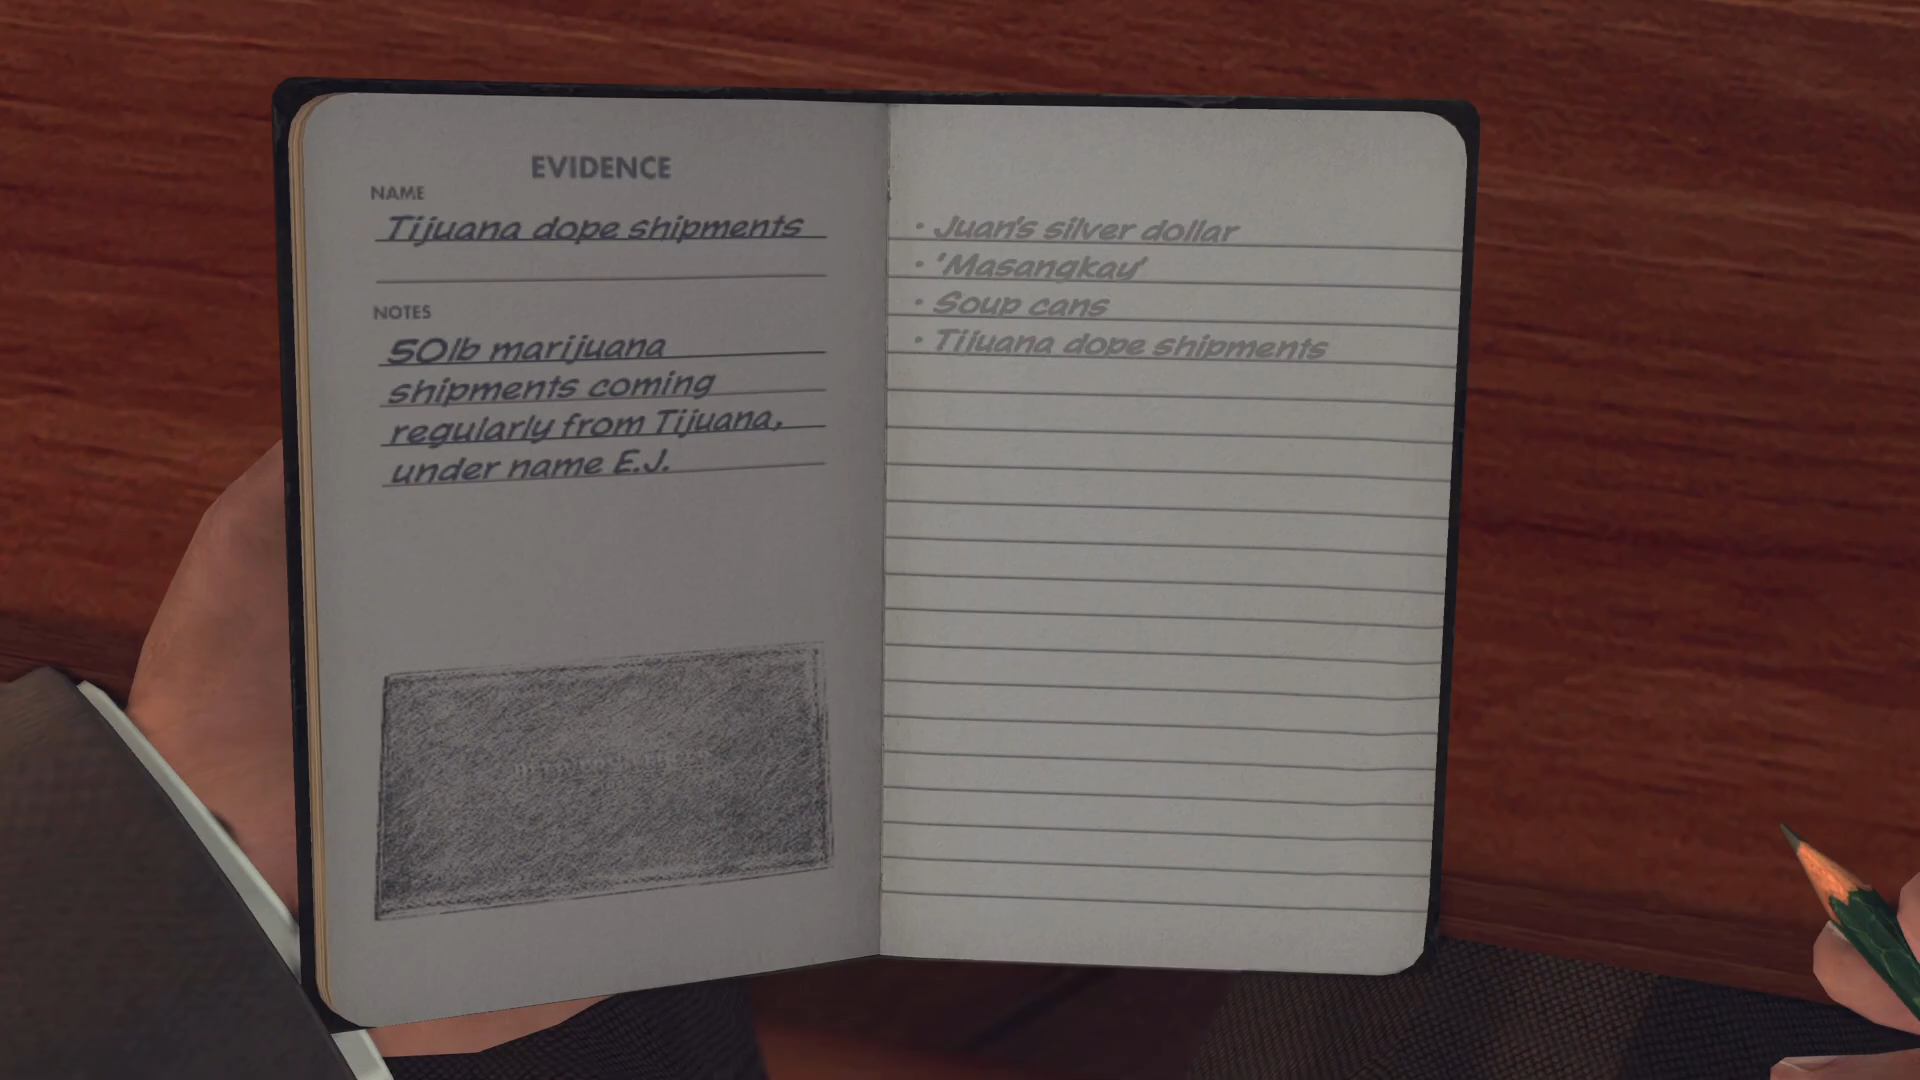 EVIDENCE
NAME
Tijuana dope shipments
NOTES
50lb marijuana
shipments coming
regularly from Tijuana,
under name E.J.
• Juan's silver dollar
• 'Masangkay'
• Soup cans
• Tijuana dope shipments